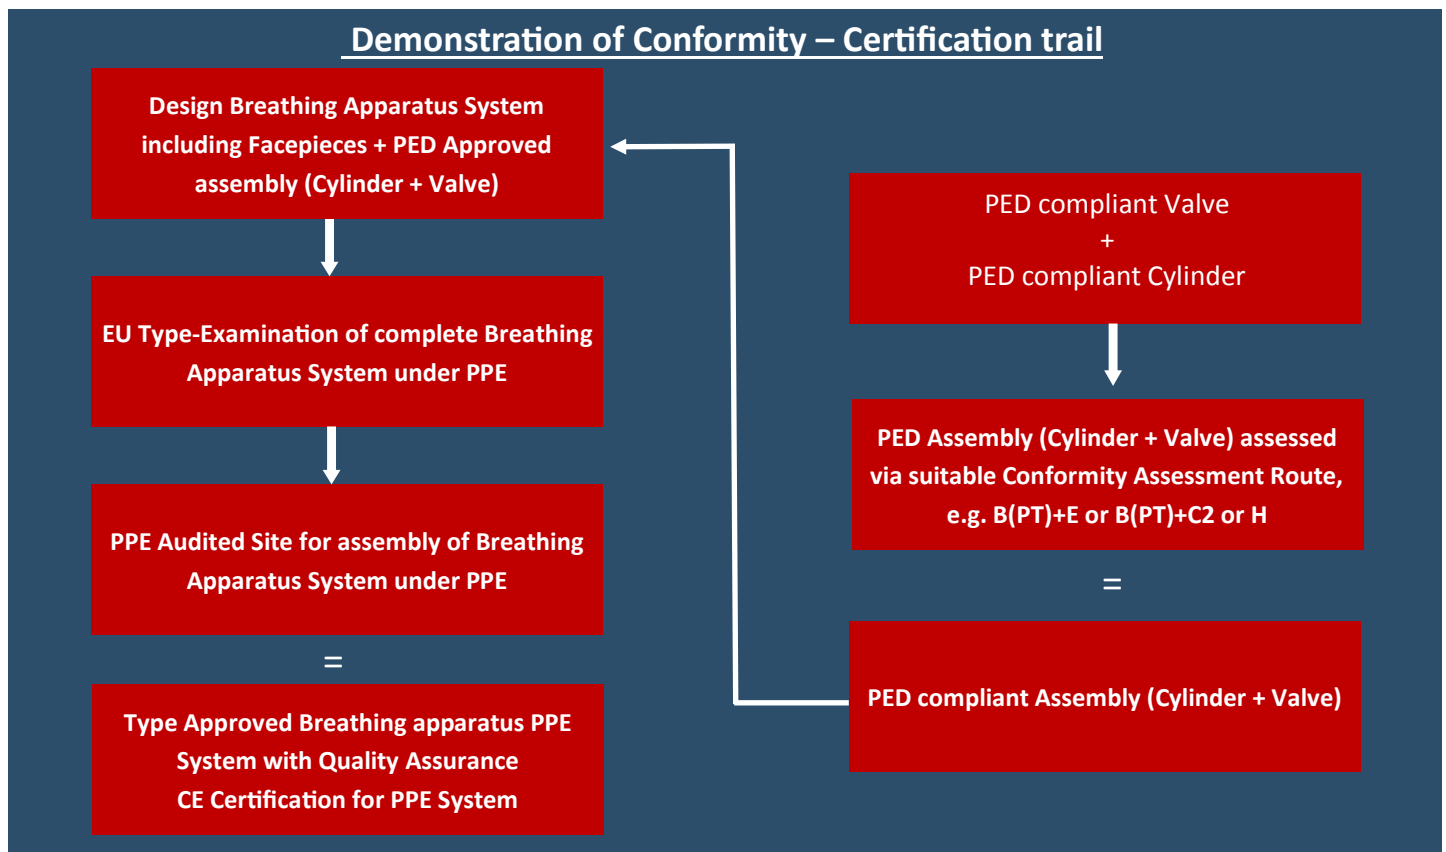 Demonstration of Conformity – Certification trail
Design Breathing Apparatus System
including Facepieces + PED Approved
assembly (Cylinder + Valve)
EU Type-Examination of complete Breathing
Apparatus System under PPE
PPE Audited Site for assembly of Breathing
Apparatus System under PPE
=
Type Approved Breathing apparatus PPE
System with Quality Assurance
CE Certification for PPE System
PED compliant Valve
+
PED compliant Cylinder
PED Assembly (Cylinder + Valve) assessed
via suitable Conformity Assessment Route,
e.g. B(PT)+E or B(PT)+C2 or H
=
PED compliant Assembly (Cylinder + Valve)